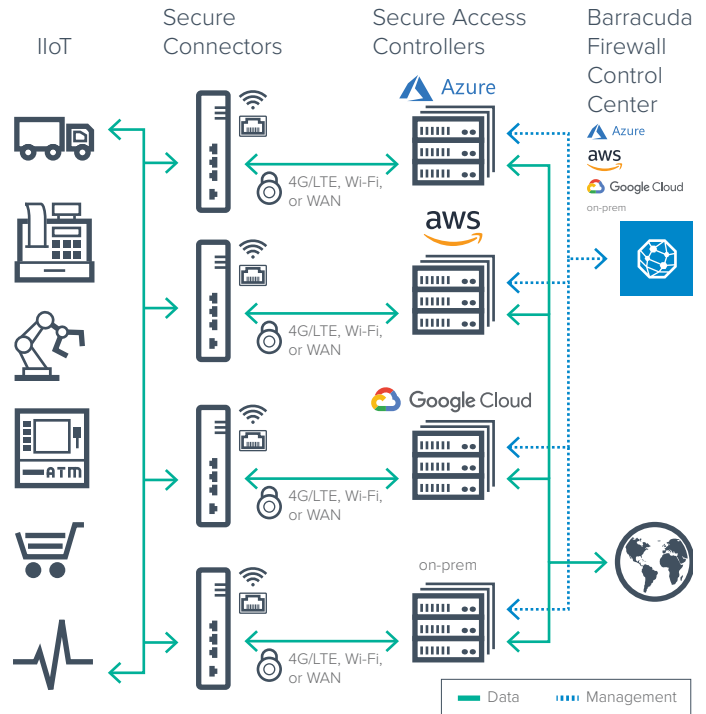 IIoT
Secure
Connectors
Secure Access
Controllers
Barracuda
Firewall
Control
Center
Azure
aws
Google Cloud
on-prem
Azure
4G/LTE, Wi-Fi,
or WAN
aws
4G/LTE, Wi-Fi,
or WAN
Google Cloud
ATM
4G/LTE, Wi-Fi,
or WAN
on-prem
4G/LTE, Wi-Fi,
or WAN
Data
Management